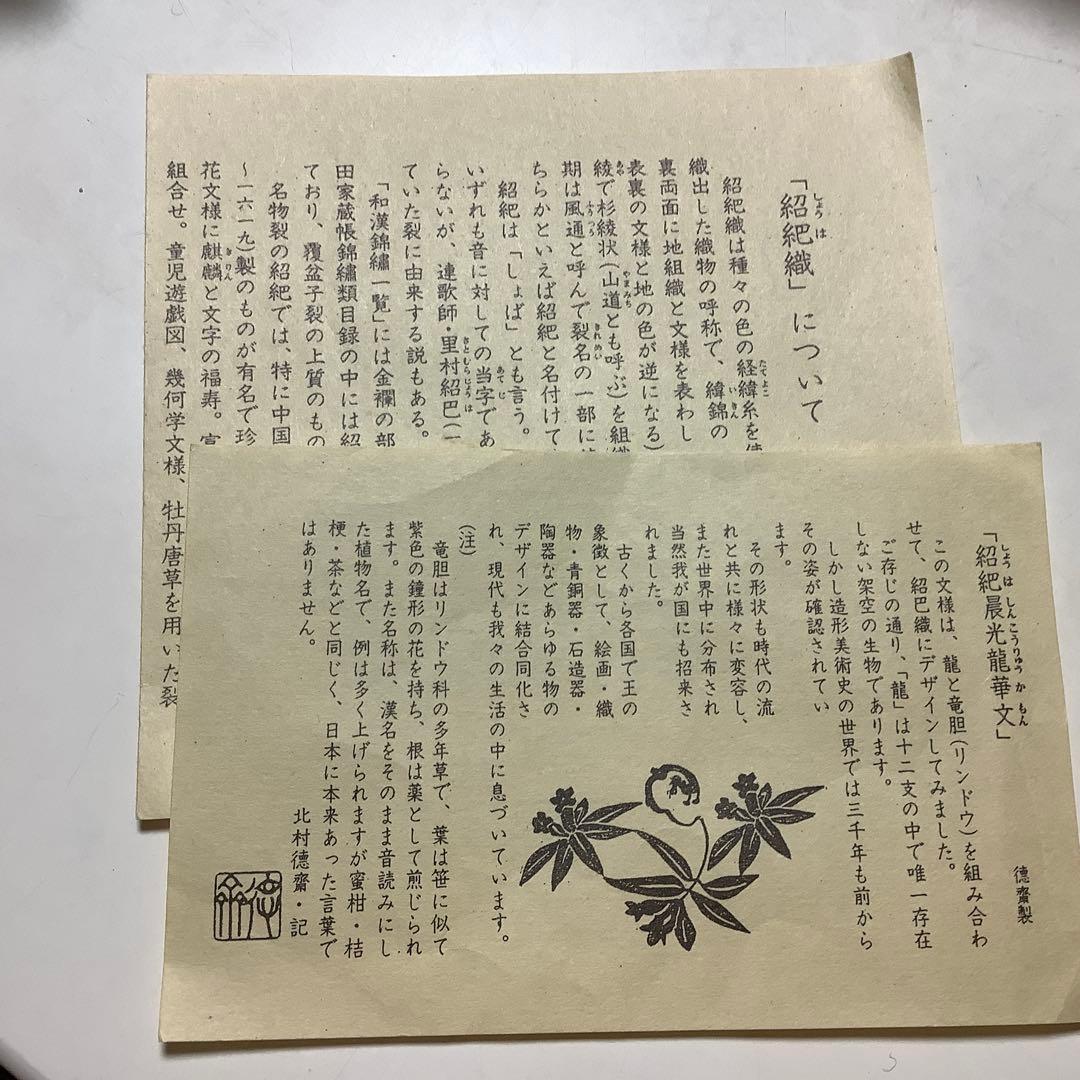 「紹紦織」について
紹紦織は種々の色の経緯糸を使
織出した織物の呼称で、緯錦の
裏両面に地組織と文様を表わし
表裏の文様と地の色が逆になる)
綾で杉綾状(山道とも呼ぶ)を組織
期は風通と呼んで裂名の一部に
ちらかといえば紹紦と名付けて
紹紦は「しょば」とも言う。
いずれも音に対しての当字であ
らないが、連歌師・里村紹巴(一
ていた裂に由来する説もある。
「和漢錦繡一覧」には金襴の部
田家蔵帳錦繡類目録の中には紹
ており、覆盆子裂の上質のもの
名物裂の紹紦では、特に中国
～一六一九)製のものが有名で珍
花文様に麒麟と文字の福寿。宝
組合せ。童児遊戯図、幾何学文様、牡丹唐草を用いた裂
「紹紦晨光龍華文」
徳齋製
この文様は、龍と竜胆(リンドウ)を組み合わ
せて、紹巴織にデザインしてみました。
ご存じの通り、「龍」は十二支の中で唯一存在
しない架空の生物であります。
しかし造形美術史の世界では三千年も前から
その姿が確認されてい
ます。
その形状も時代の流
れと共に様々に変容し、
また世界中に分布され
当然我が国にも招来さ
れました。
古くから各国で王の
象徴として、絵画・織
物・青銅器・石造器・
陶器などあらゆる物の
デザインに結合同化さ
れ、現代も我々の生活の中に息づいています。
(注)
竜胆はリンドウ科の多年草で、葉は笹に似て
紫色の鐘形の花を持ち、根は薬として煎じられ
ます。また名称は、漢名をそのまま音読みにし
た植物名で、例は多く上げられますが蜜柑・桔
梗・茶などと同じく、日本に本来あった言葉で
はありません。
北村徳齋・記
徳齋